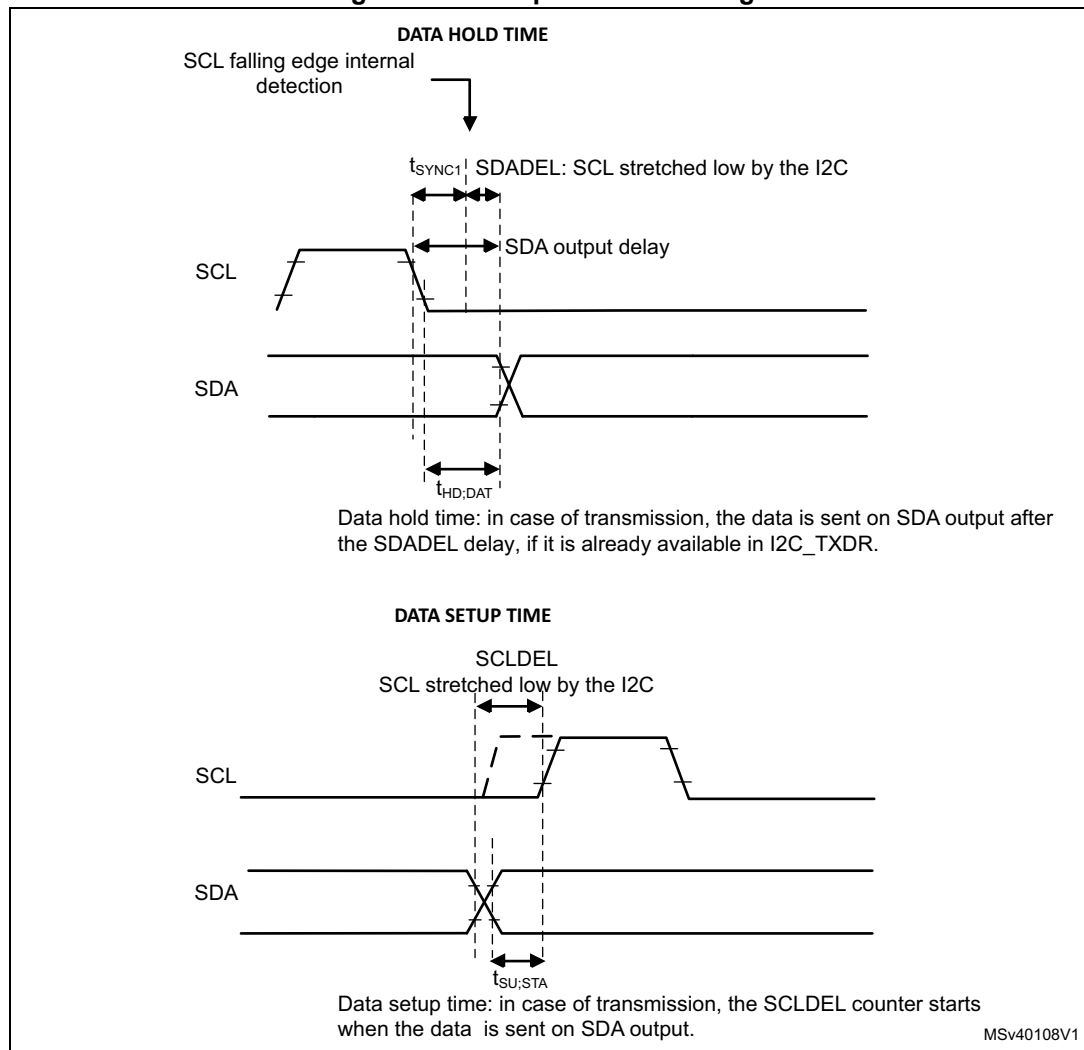 DATA HOLD TIME
SCL falling edge internal
detection
tSYNC1 SDADEL: SCL stretched low by the I2C
SDA output delay
SCL
SDA
tHD;DAT
Data hold time: in case of transmission, the data is sent on SDA output after
the SDADEL delay, if it is already available in I2C_TXDR.
DATA SETUP TIME
SCLDEL
SCL stretched low by the I2C
SCL
SDA
tSU;STA
Data setup time: in case of transmission, the SCLDEL counter starts
when the data is sent on SDA output.
MSv40108V1